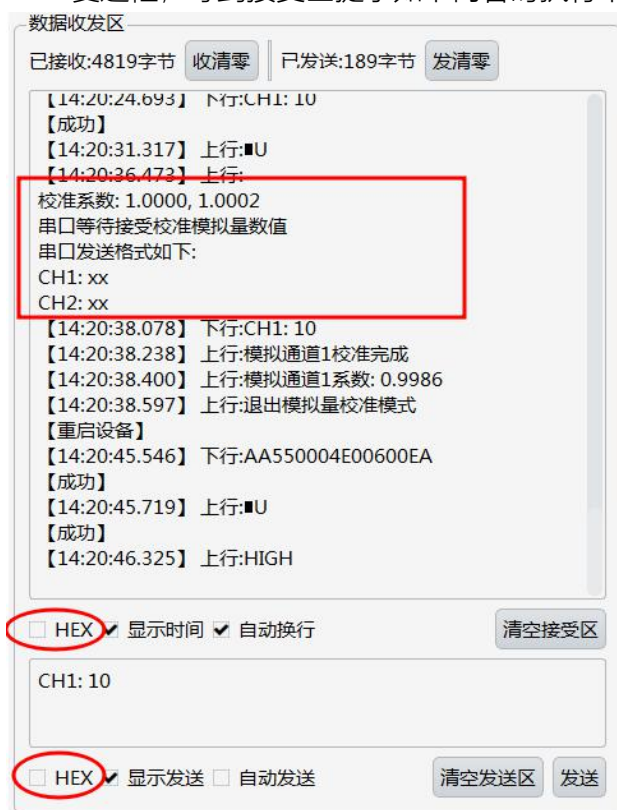 数据收发区
已接收:4819字节 收清零 已发送:189字节 发清零
【14:20:24.693】 下行:CH1: 10
【成功】
【14:20:31.317】 上行:■U
【14:20:36.473】 上行:
校准系数: 1.0000, 1.0002
串口等待接受校准模拟量数值
串口发送格式如下:
CH1: xx
CH2: xx
【14:20:38.078】 下行:CH1: 10
【14:20:38.238】 上行:模拟通道1校准完成
【14:20:38.400】 上行:模拟通道1系数: 0.9986
【14:20:38.597】 上行:退出模拟量校准模式
【重启设备】
【14:20:45.546】 下行:AA550004E00600EA
【成功】
【14:20:45.719】 上行:■U
【成功】
【14:20:46.325】 上行:HIGH
HEX 显示时间 自动换行 清空接受区
CH1: 10
HEX 显示发送 自动发送 清空发送区 发送